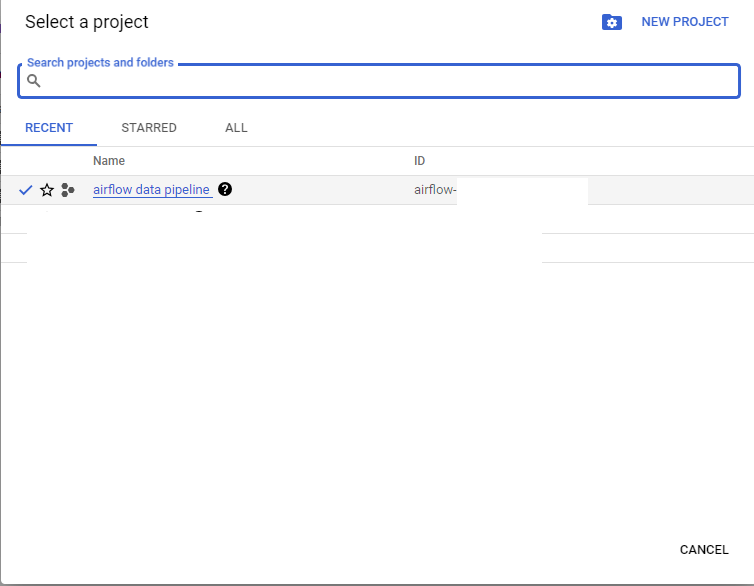 Select a project
NEW PROJECT
Search projects and folders
RECENT STARRED ALL
Name ID
airflow data pipeline ? airflow-
CANCEL